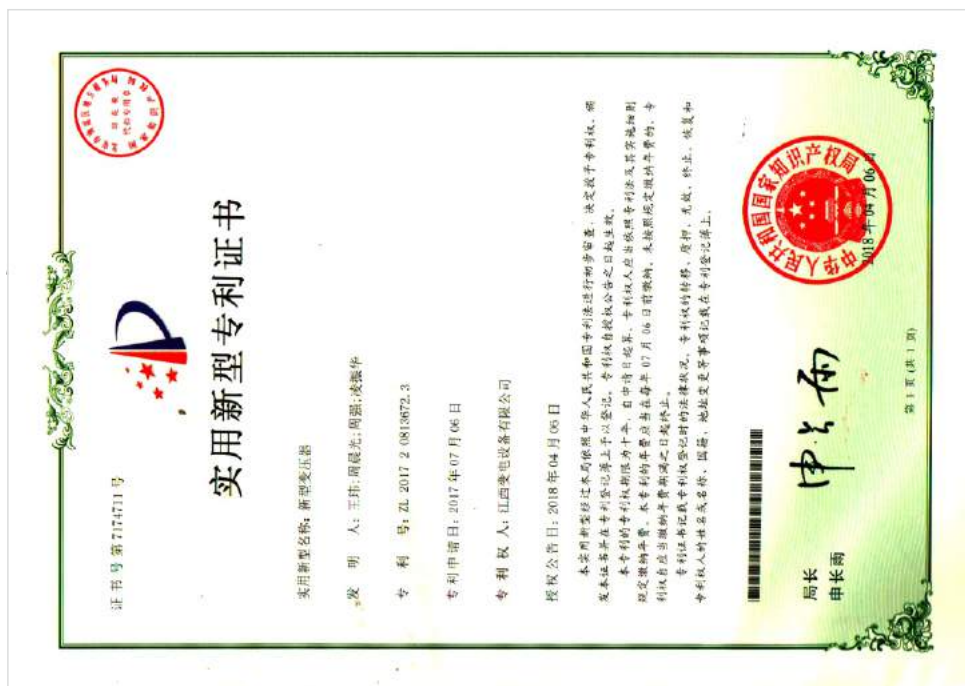 证书号第7174711号
实用新型专利证书
实用新型名称：新型变压器
发 明 人：王玮;周晨光;周强;凌振华
专 利 号：ZL 2017 2 0813672.3
专利申请日：2017年07月06日
专 利 权 人：江西变电设备有限公司
授权公告日：2018年04月06日
本实用新型经过本局依照中华人民共和国专利法进行初步审查，决定授予专利权，颁
发本证书并在专利登记簿上予以登记。专利权自授权公告之日起生效。
本专利的专利权期限为十年，自申请日起算。专利权人应当依照专利法及其实施细则
规定缴纳年费。本专利的年费应当在每年07月06日前缴纳。未按照规定缴纳年费的，专
利权自应当缴纳年费期满之日起终止。
专利证书记载专利权登记时的法律状况。专利权的转移、质押、无效、终止、恢复和
专利权人的姓名或名称、国籍、地址变更等事项记载在专利登记簿上。
局长
申长雨
申长雨
中华人民共和国国家知识产权局
2018年04月06日
第1页(共1页)